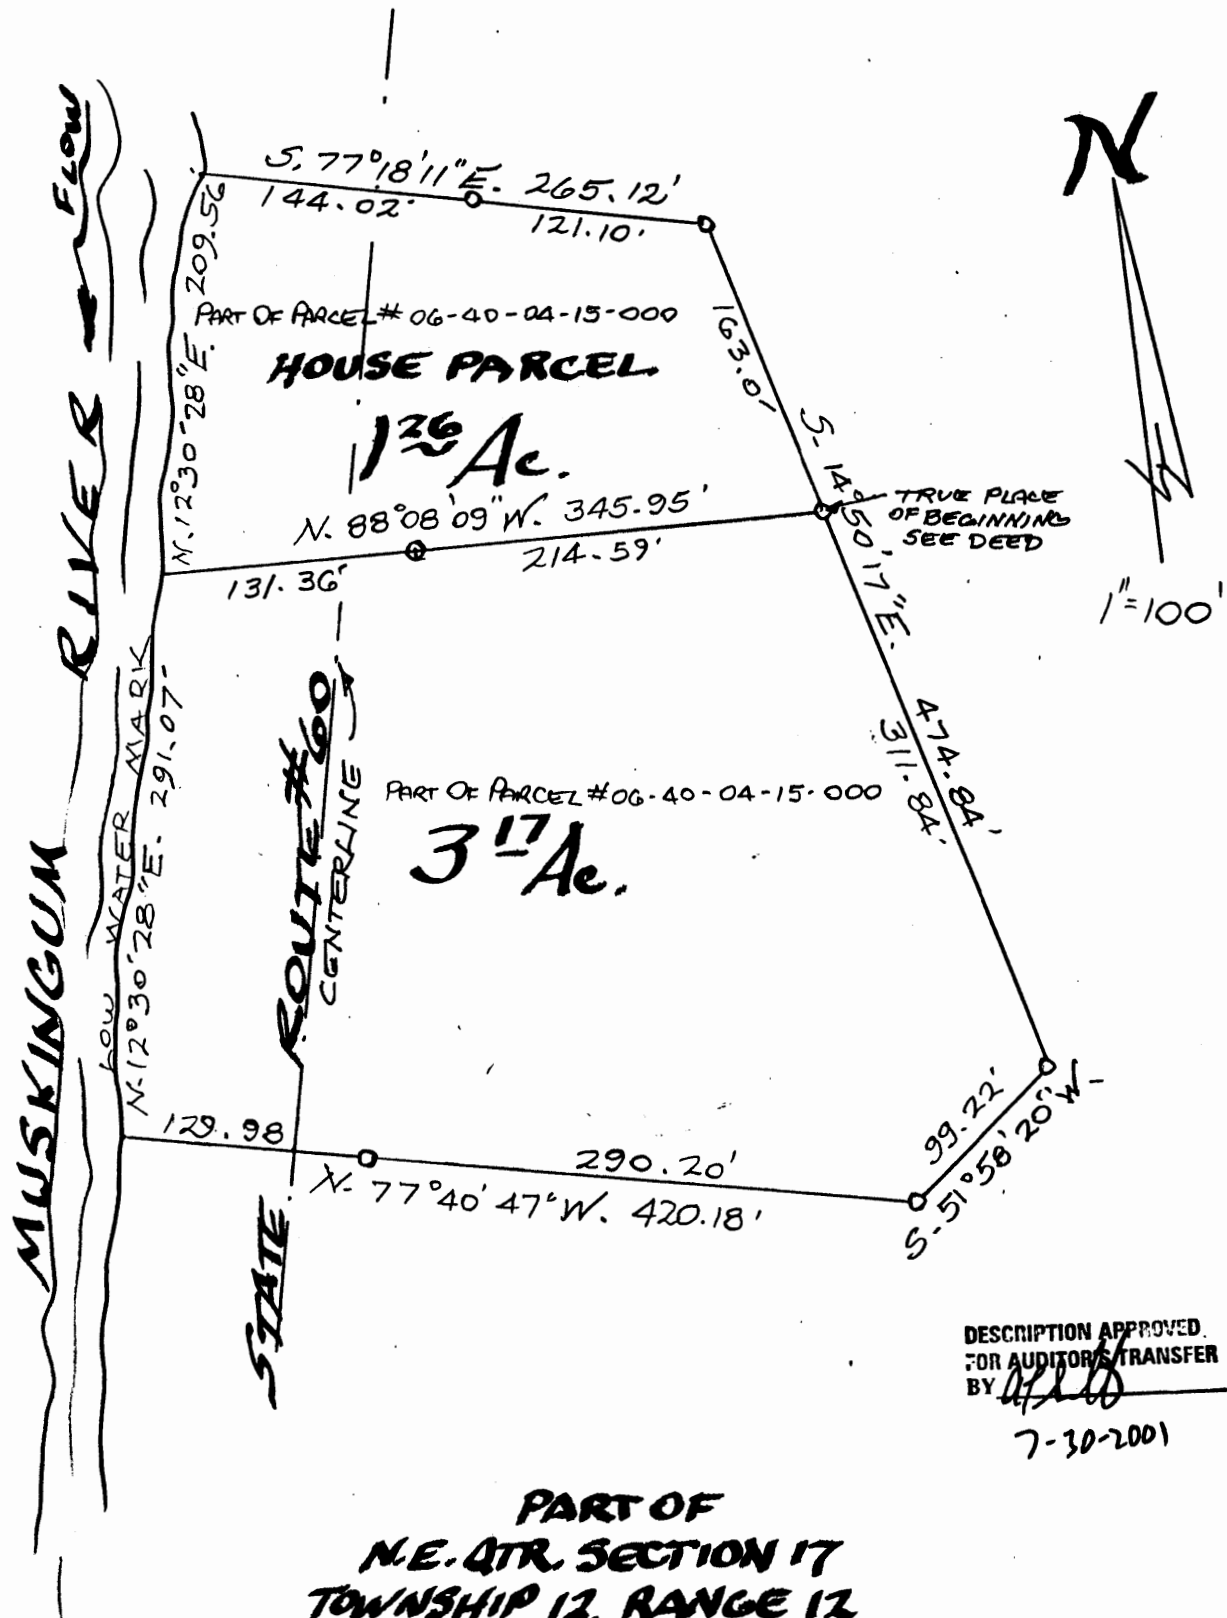 N
FLOW
S. 77°18'11"E. 265.12'
144.02'
121.10'
N. 12°30'28"E. 209.56
PART OF PARCEL # 06-40-04-15-000
HOUSE PARCEL
1 26 Ac.
163.0'
S. 14°50'17"E.
TRUE PLACE
OF BEGINNING
SEE DEED
1"=100'
N. 88°08'09"W. 345.95'
131.36'
214.59'
474.84'
311.84'
MUSKINGUM RIVER
LOW WATER MARK
N. 12°30'28"E. 291.07'
STATE ROUTE #60
CENTERLINE
PART OF PARCEL #06-40-04-15-000
3 17 Ac.
99.22'
S. 51°58'20"W.
129.98
290.20'
N. 77°40'47"W. 420.18'
DESCRIPTION APPROVED
FOR AUDITOR'S TRANSFER
BY
7-30-2001
PART OF
N.E. QTR. SECTION 17
TOWNSHIP 12, RANGE 12